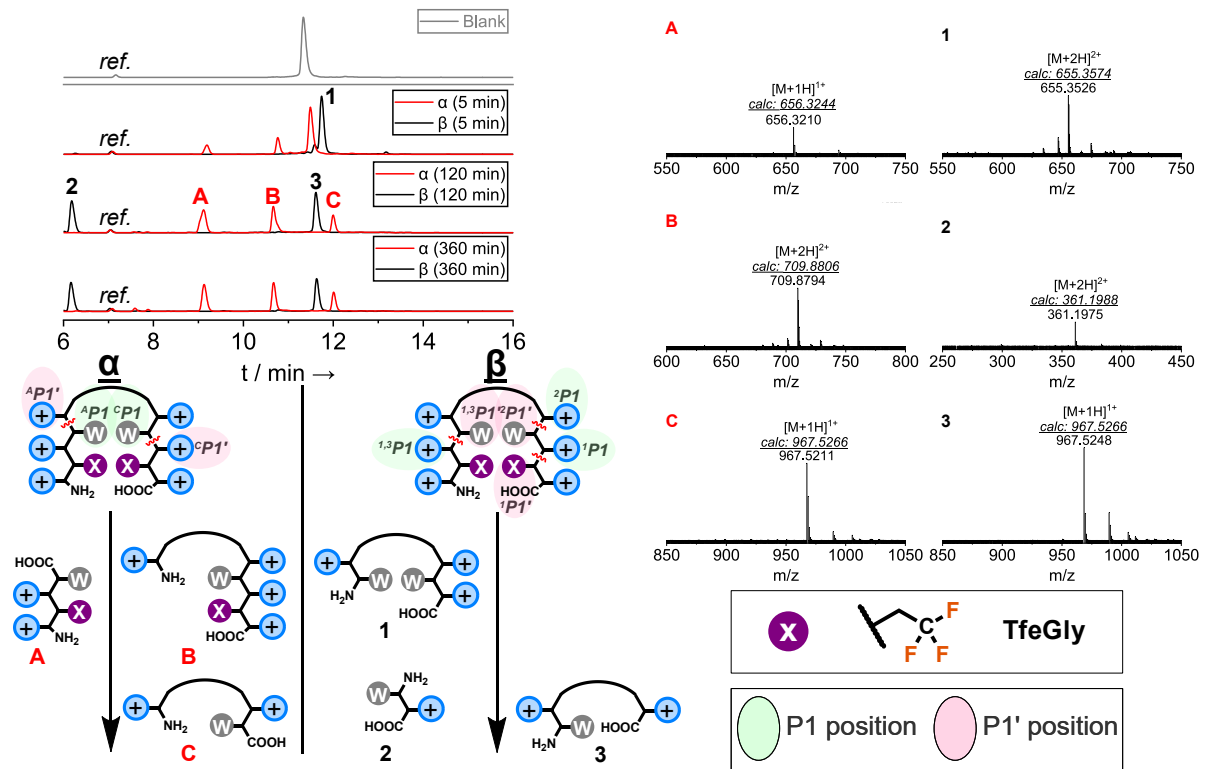 Blank
ref.
1
α (5 min)
β (5 min)
ref.
2
ref.
A
B
3
C
α (120 min)
β (120 min)
ref.
α (360 min)
β (360 min)
6 8 10 12 14 16
t / min →
A
[M+1H]1+
calc: 656.3244
656.3210
550 600 650 700 750
m/z
1
[M+2H]2+
calc: 655.3574
655.3526
550 600 650 700 750
m/z
B
[M+2H]2+
calc: 709.8806
709.8794
600 650 700 750 800
m/z
2
[M+2H]2+
calc: 361.1988
361.1975
250 300 350 400 450
m/z
C
[M+1H]1+
calc: 967.5266
967.5211
850 900 950 1000 1050
m/z
3
[M+1H]1+
calc: 967.5266
967.5248
850 900 950 1000 1050
m/z
α
AP1'
AP1 CP1
+ W W +
+ CP1'
+ X X +
NH2 HOOC
β
1,3P1' 2P1' 2P1
+ W W +
1,3P1 + + 1P1
+ X X +
NH2 HOOC
1P1'
HOOC
W
+
X
+
NH2
A
+
NH2
+
W
+
X
HOOC
+
B
+
NH2
+
W
COOH
C
+
H2N
W W
+
+
HOOC
1
W
NH2
HOOC
+
2
+
H2N
W
HOOC
+
3
X
C
F
F
F
TfeGly
P1 position
P1' position